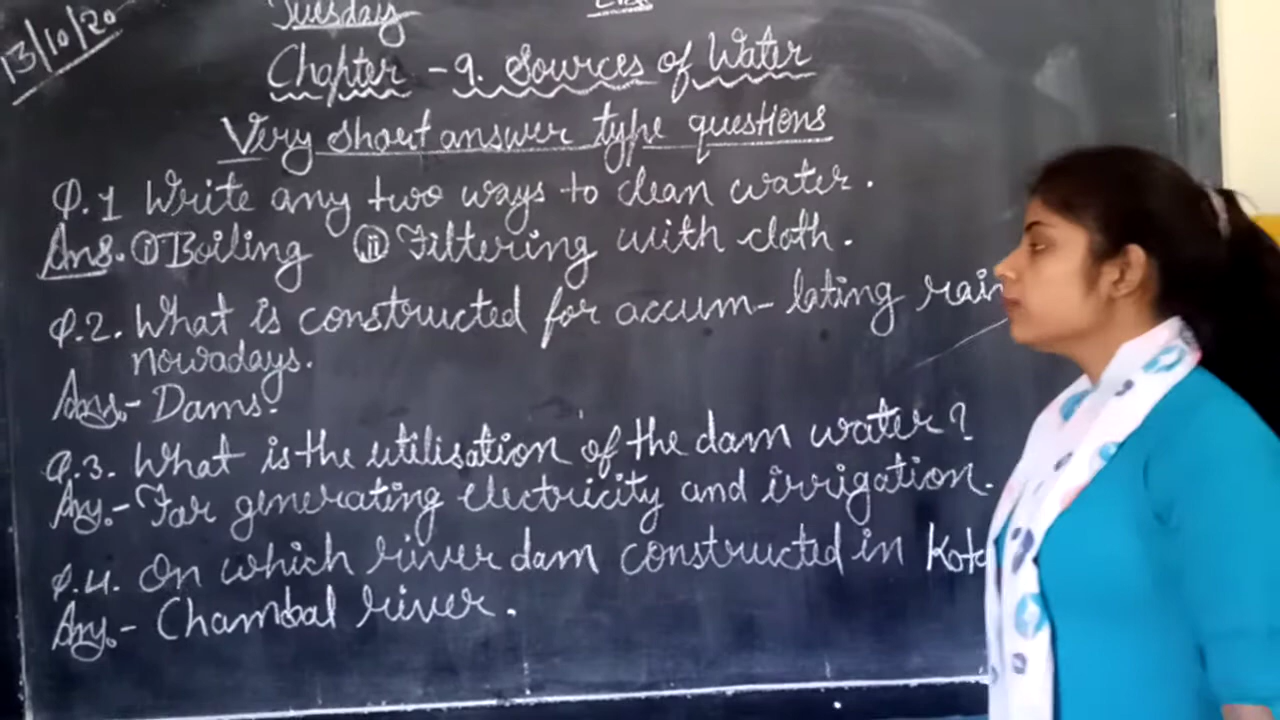 13/10/20
Tuesday
Chapter - 9. Sources of Water
Very short answer type questions
Q.1 Write any two ways to clean water.
Ans. (i) Boiling (ii) Filtering with cloth.
Q.2. What is constructed for accum- lating rain
nowadays.
Ans.- Dams.
Q.3. What is the utilisation of the dam water?
Ans.- For generating electricity and irrigation.
Q.4. On which river dam constructed in Kota
Ans.- Chambal river.